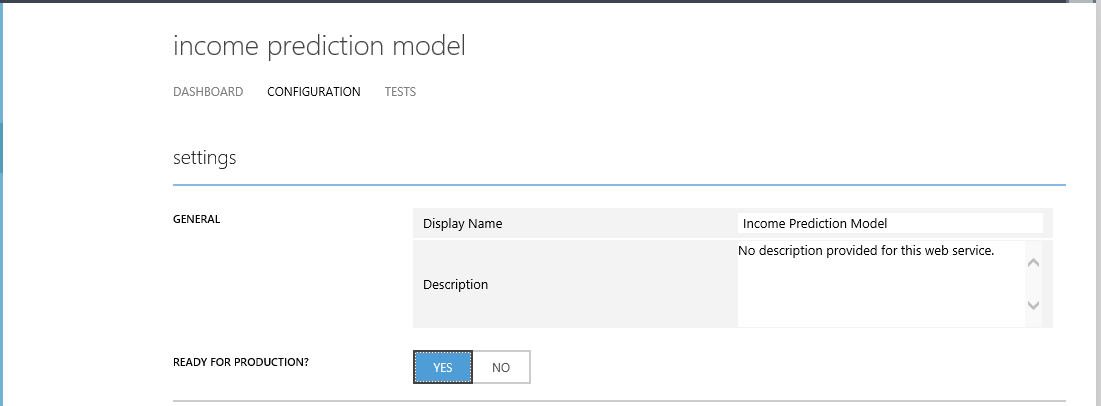 income prediction model
DASHBOARD CONFIGURATION TESTS
settings
GENERAL
Display Name Income Prediction Model
No description provided for this web service.
Description
READY FOR PRODUCTION? YES NO